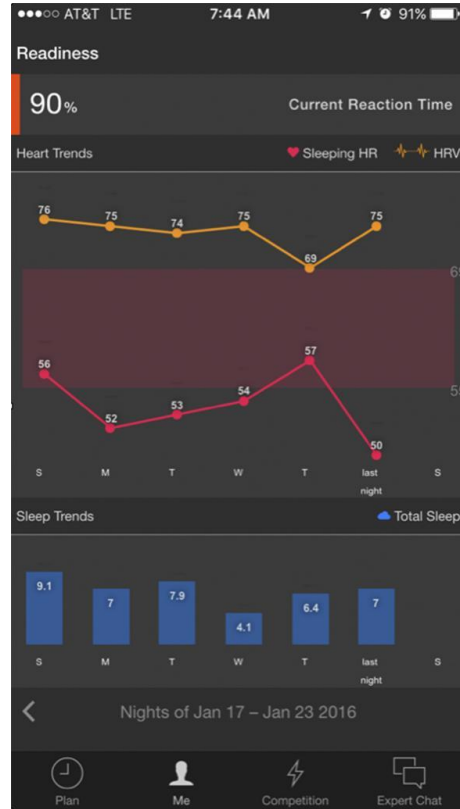 AT&T LTE 7:44 AM 91%
Readiness
90% Current Reaction Time
Heart Trends Sleeping HR HRV
76 75 74 75 69 75
69
56 52 53 54 57 50
S M T W T last night S
Sleep Trends Total Sleep
9.1 7 7.9 4.1 6.4 7
S M T W T last night S
Nights of Jan 17 – Jan 23 2016
Plan Me Competition Expert Chat